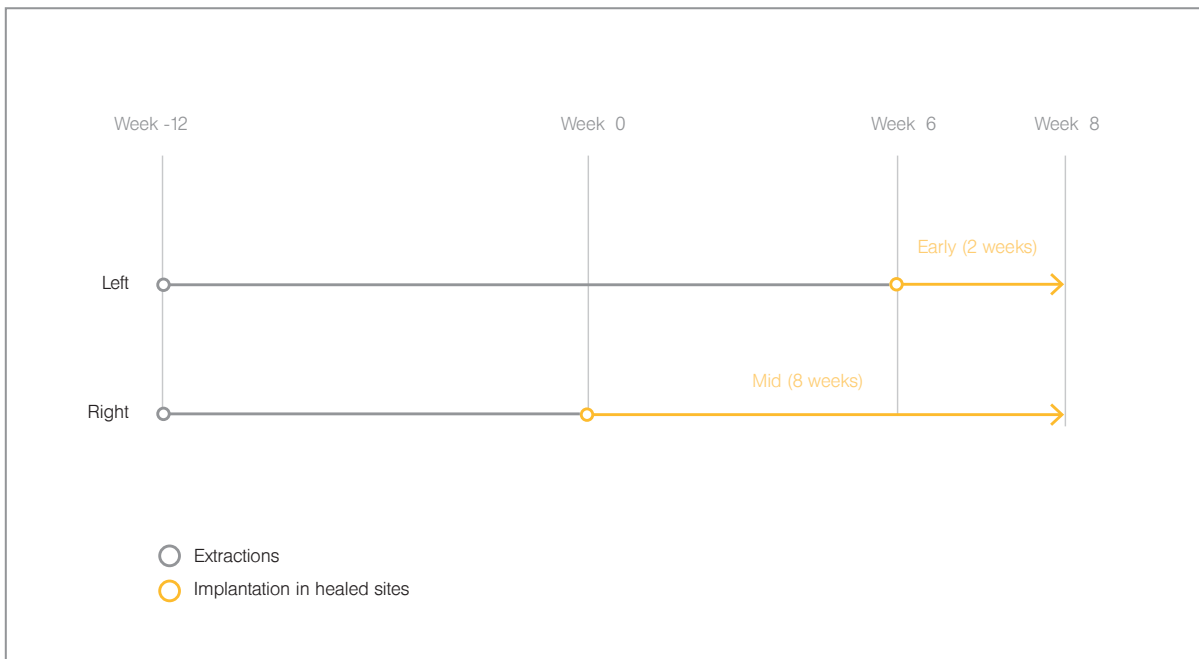 Week -12
Week 0
Week 6
Week 8
Early (2 weeks)
Left
Mid (8 weeks)
Right
Extractions
Implantation in healed sites